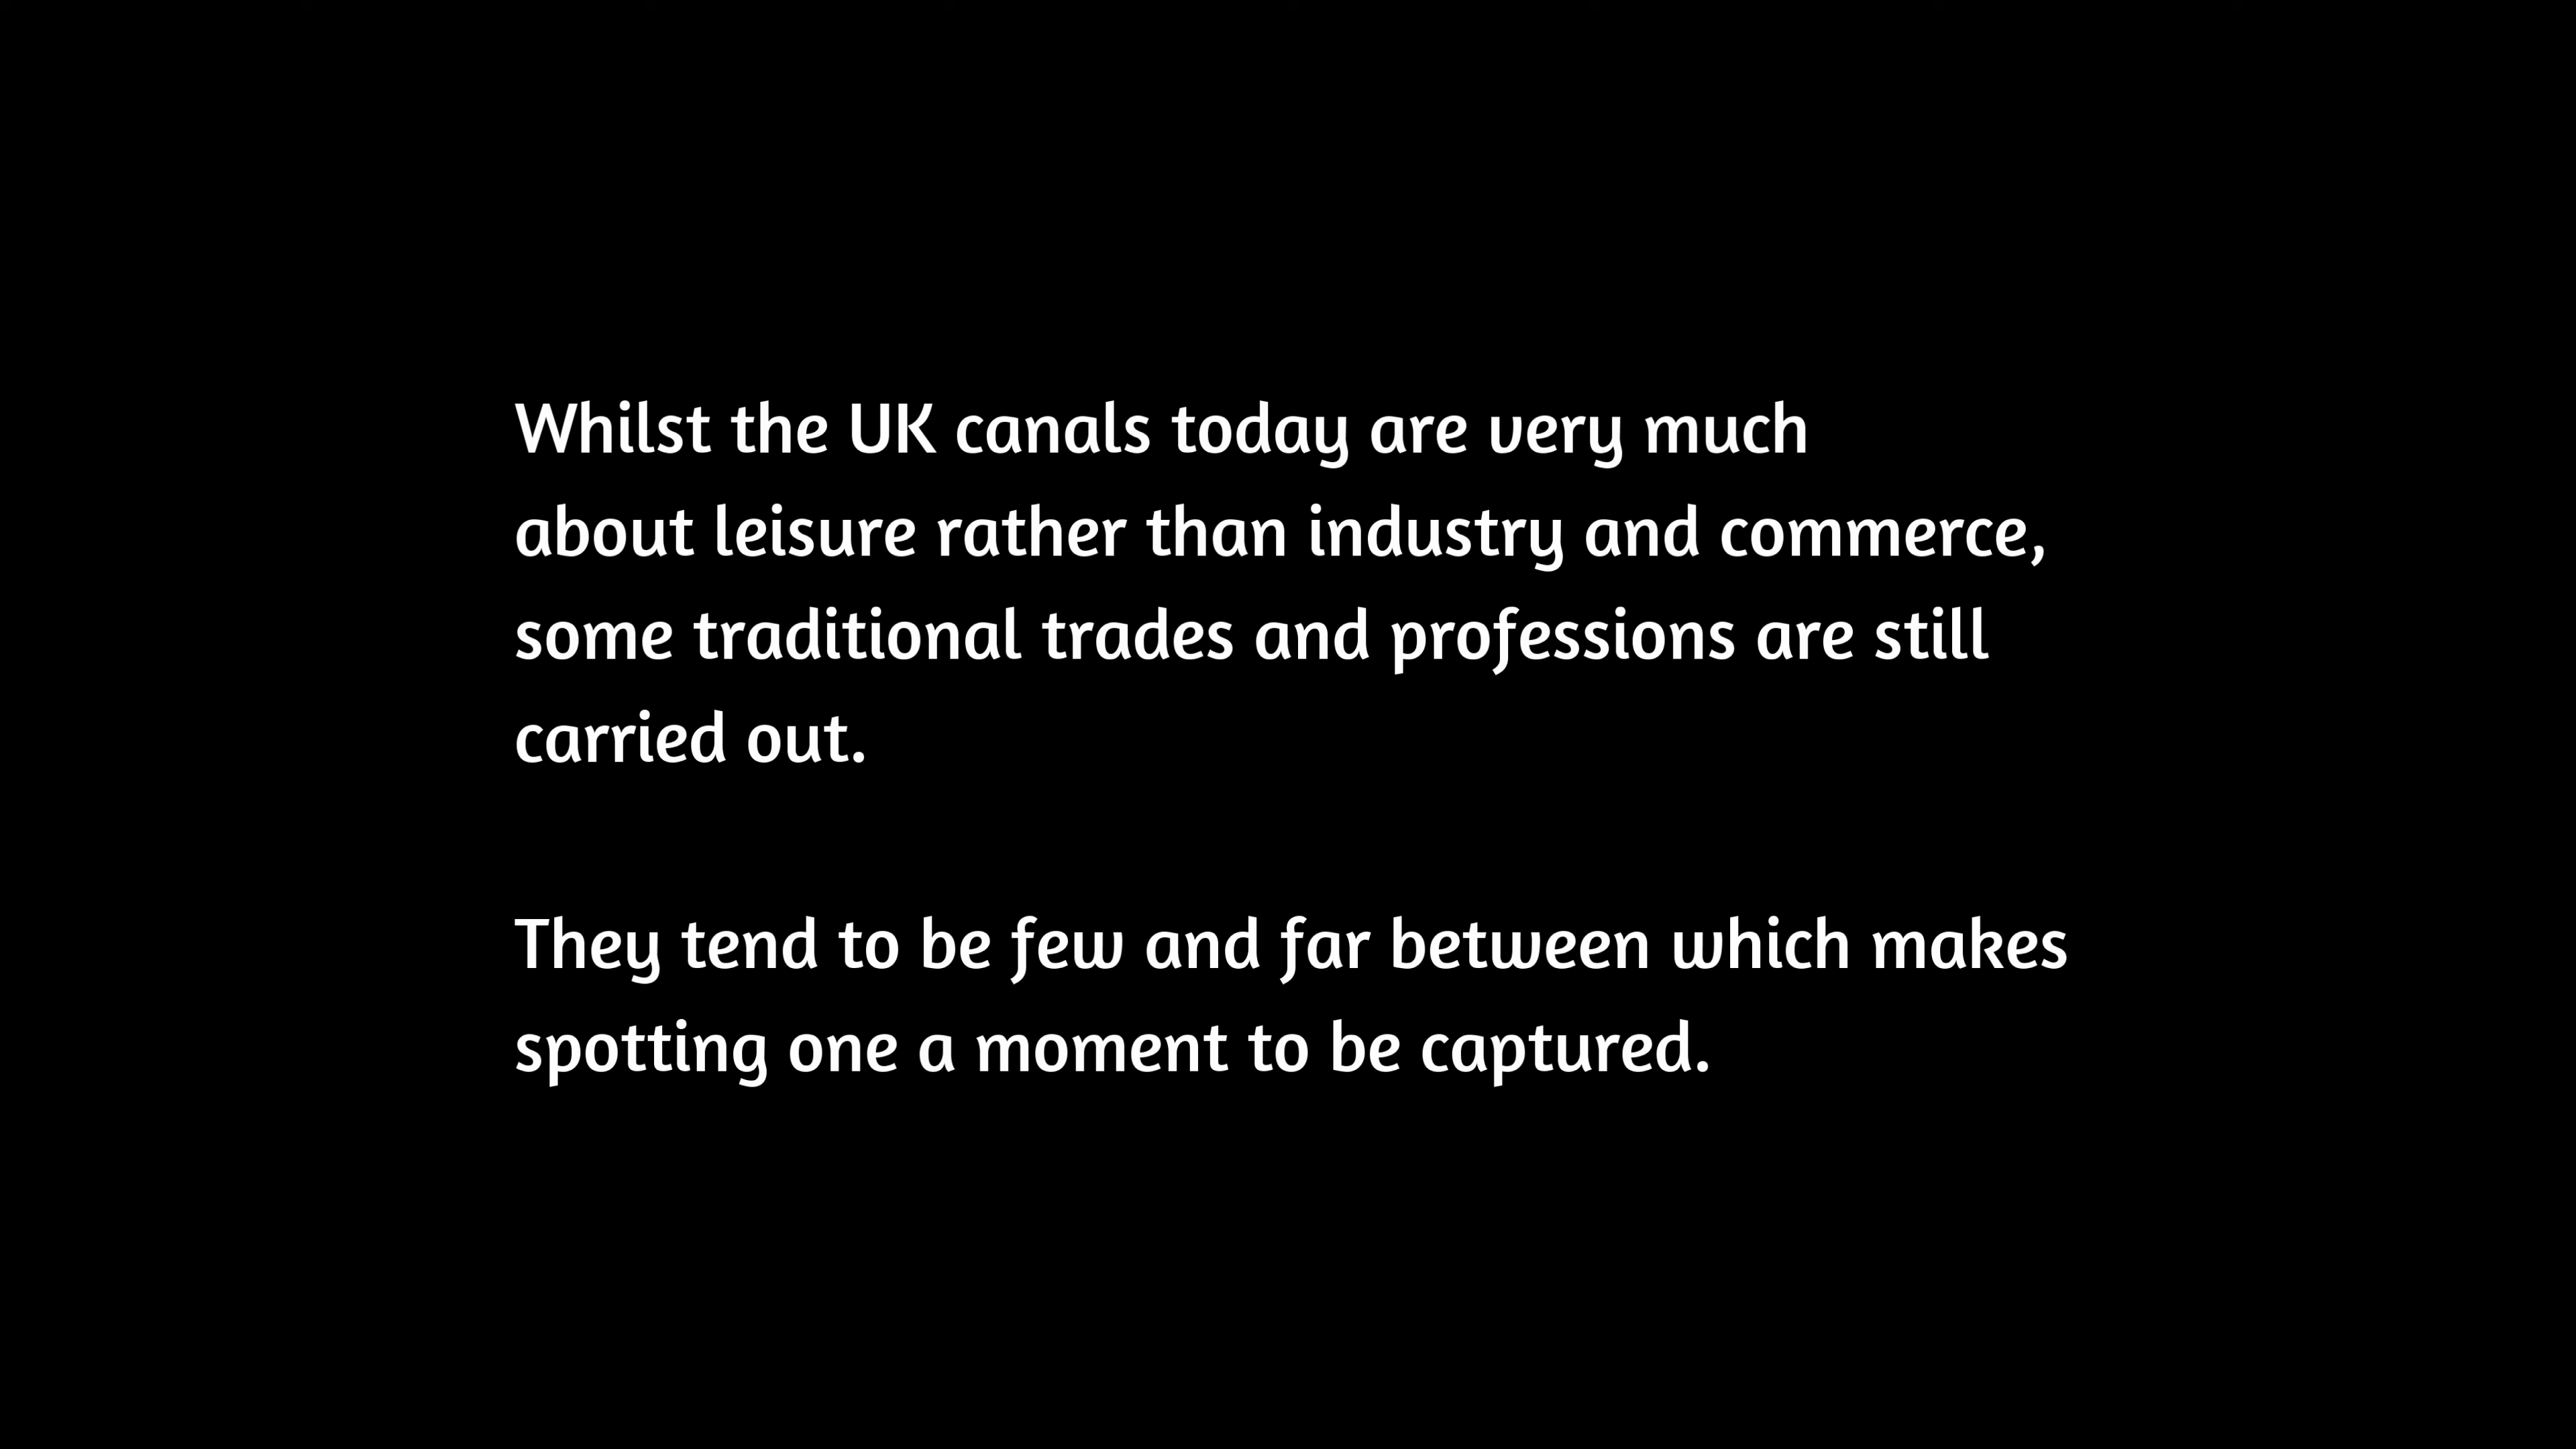 Whilst the UK canals today are very much
about leisure rather than industry and commerce,
some traditional trades and professions are still
carried out.
They tend to be few and far between which makes
spotting one a moment to be captured.